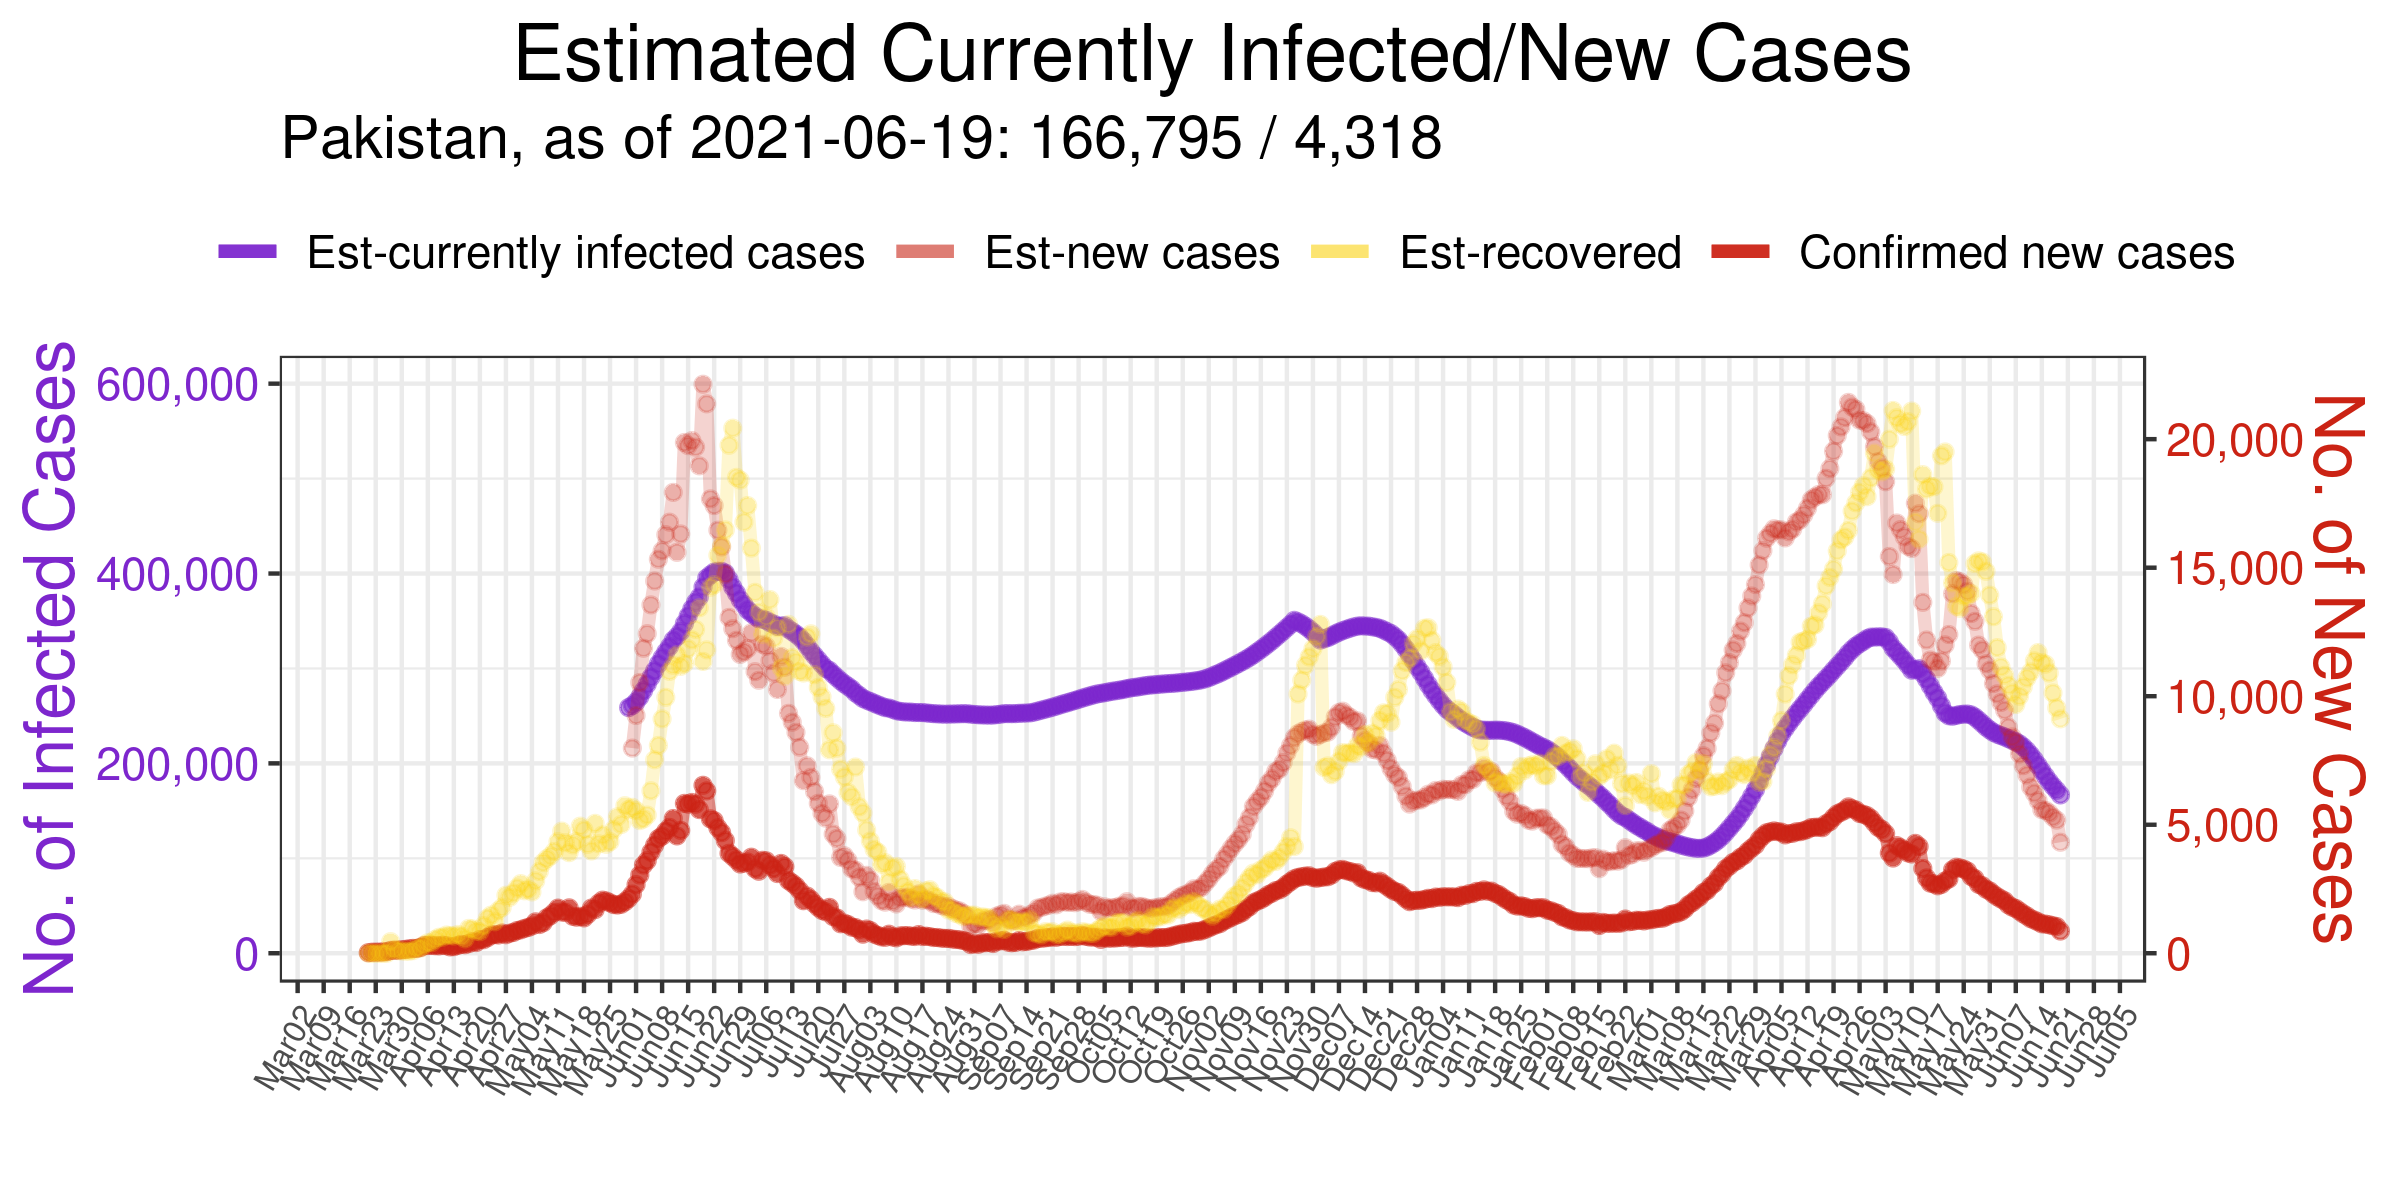 Estimated Currently Infected/New Cases
Pakistan, as of 2021-06-19: 166,795 / 4,318
Est-currently infected cases Est-new cases Est-recovered Confirmed new cases
No. of Infected Cases
600,000
400,000
200,000
0
20,000
15,000
10,000
5,000
0
No. of New Cases
Mar02 Mar09 Mar16 Mar23 Mar30 Apr06 Apr13 Apr20 Apr27 May04 May11 May18 May25 Jun01 Jun08 Jun15 Jun22 Jun29 Jul06 Jul13 Jul20 Jul27 Aug03 Aug10 Aug17 Aug24 Aug31 Sep07 Sep14 Sep21 Sep28 Oct05 Oct12 Oct19 Oct26 Nov02 Nov09 Nov16 Nov23 Nov30 Dec07 Dec14 Dec21 Dec28 Jan04 Jan11 Jan18 Jan25 Feb01 Feb08 Feb15 Feb22 Mar01 Mar08 Mar15 Mar22 Mar29 Apr05 Apr12 Apr19 Apr26 May03 May10 May17 May24 May31 Jun07 Jun14 Jun21 Jun28 Jul05